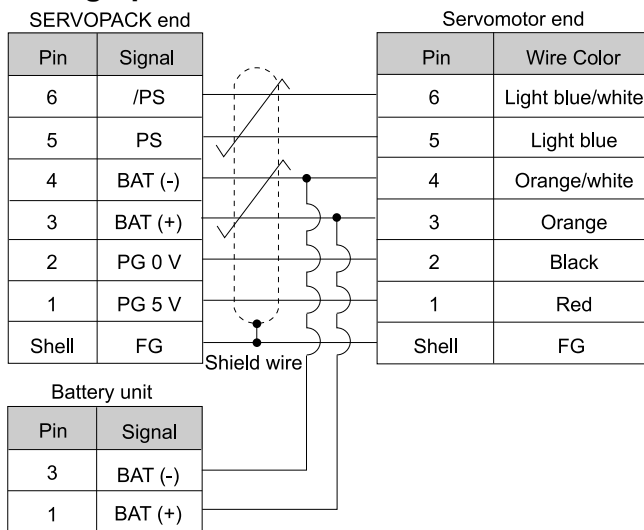 SERVOPACK end Servomotor end
Pin Signal Pin Wire Color
6 /PS 6 Light blue/white
5 PS 5 Light blue
4 BAT (-) 4 Orange/white
3 BAT (+) 3 Orange
2 PG 0 V 2 Black
1 PG 5 V 1 Red
Shell FG Shell FG
Shield wire
Battery unit
Pin Signal
3 BAT (-)
1 BAT (+)